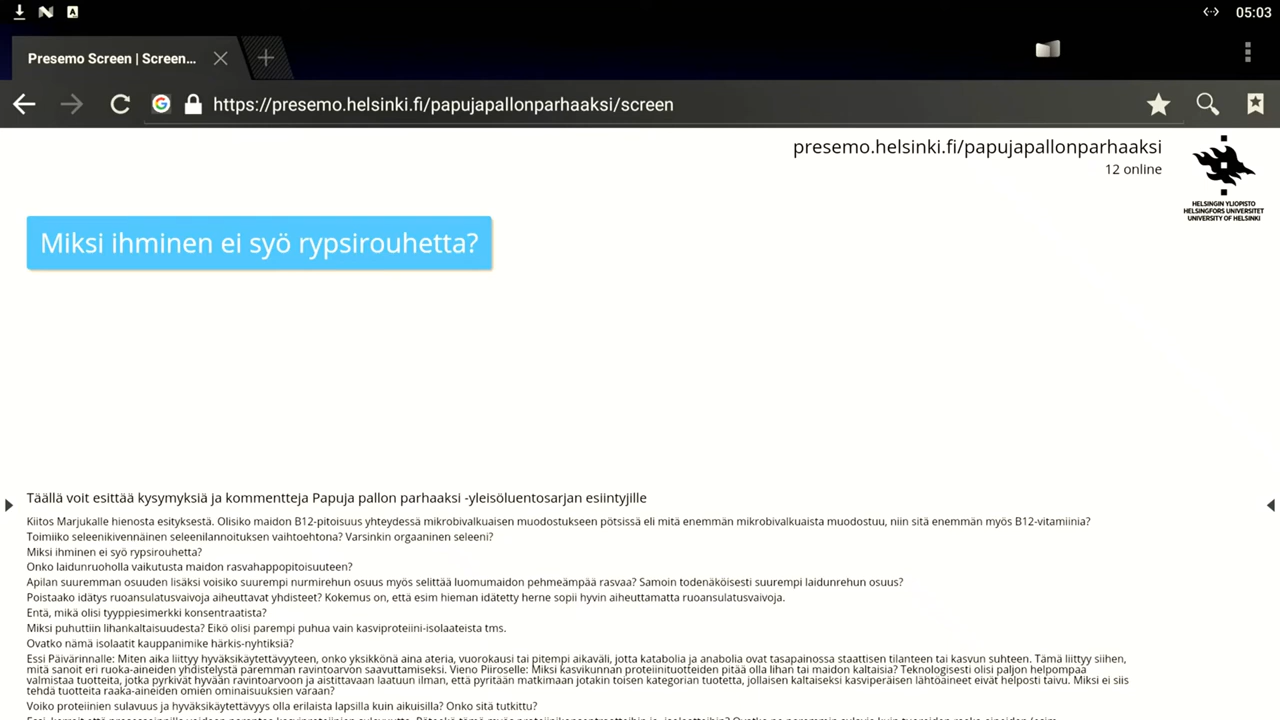 05:03
Presemo Screen | Screen...
https://presemo.helsinki.fi/papujapallonparhaaksi/screen
presemo.helsinki.fi/papujapallonparhaaksi
12 online
HELSINGIN YLIOPISTO
HELSINGFORS UNIVERSITET
UNIVERSITY OF HELSINKI
Miksi ihminen ei syö rypsirouhetta?
Täällä voit esittää kysymyksiä ja kommentteja Papuja pallon parhaaksi -yleisöluentosarjan esiintyjille
Kiitos Marjukalle hienosta esityksestä. Olisiko maidon B12-pitoisuus yhteydessä mikrobivalkuaisen muodostukseen pötsissä eli mitä enemmän mikrobivalkuaista muodostuu, niin sitä enemmän myös B12-vitamiinia?
Toimiiko seleenikivennäinen seleenilannoituksen vaihtoehtona? Varsinkin orgaaninen seleeni?
Miksi ihminen ei syö rypsirouhetta?
Onko laidunruoholla vaikutusta maidon rasvahappopitoisuuteen?
Apilan suuremman osuuden lisäksi voisiko suurempi nurmirehun osuus myös selittää luomumaidon pehmeämpää rasvaa? Samoin todenäköisesti suurempi laidunrehun osuus?
Poistaako idätys ruoansulatusvaivoja aiheuttavat yhdisteet? Kokemus on, että esim hieman idätetty herne sopii hyvin aiheuttamatta ruoansulatusvaivoja.
Entä, mikä olisi tyyppiesimerkki konsentraatista?
Miksi puhuttiin lihankaltaisuudesta? Eikö olisi parempi puhua vain kasviproteiini-isolaateista tms.
Ovatko nämä isolaatit kauppanimike härkis-nyhtiksiä?
Essi Päivärinnalle: Miten aika liittyy hyväksikäytettävyyteen, onko yksikkönä aina ateria, vuorokausi tai pitempi aikaväli, jotta katabolia ja anabolia ovat tasapainossa staattisen tilanteen tai kasvun suhteen. Tämä liittyy siihen,
mitä sanoit eri ruoka-aineiden yhdistelystä paremman ravintoarvon saavuttamiseksi. Vieno Piiroselle: Miksi kasvikunnan proteiinituotteiden pitää olla lihan tai maidon kaltaisia? Teknologisesti olisi paljon helpompaa
valmistaa tuotteita, jotka pyrkivät hyvään ravintoarvoon ja aistittavaan laatuun ilman, että pyritään matkimaan jotakin toisen kategorian tuotetta, jollaisen kaltaiseksi kasviperäisen lähtöaineet eivät helposti taivu. Miksi ei siis
tehdä tuotteita raaka-aineiden omien ominaisuuksien varaan?
Voiko proteiinien sulavuus ja hyväksikäytettävyys olla erilaista lapsilla kuin aikuisilla? Onko sitä tutkittu?